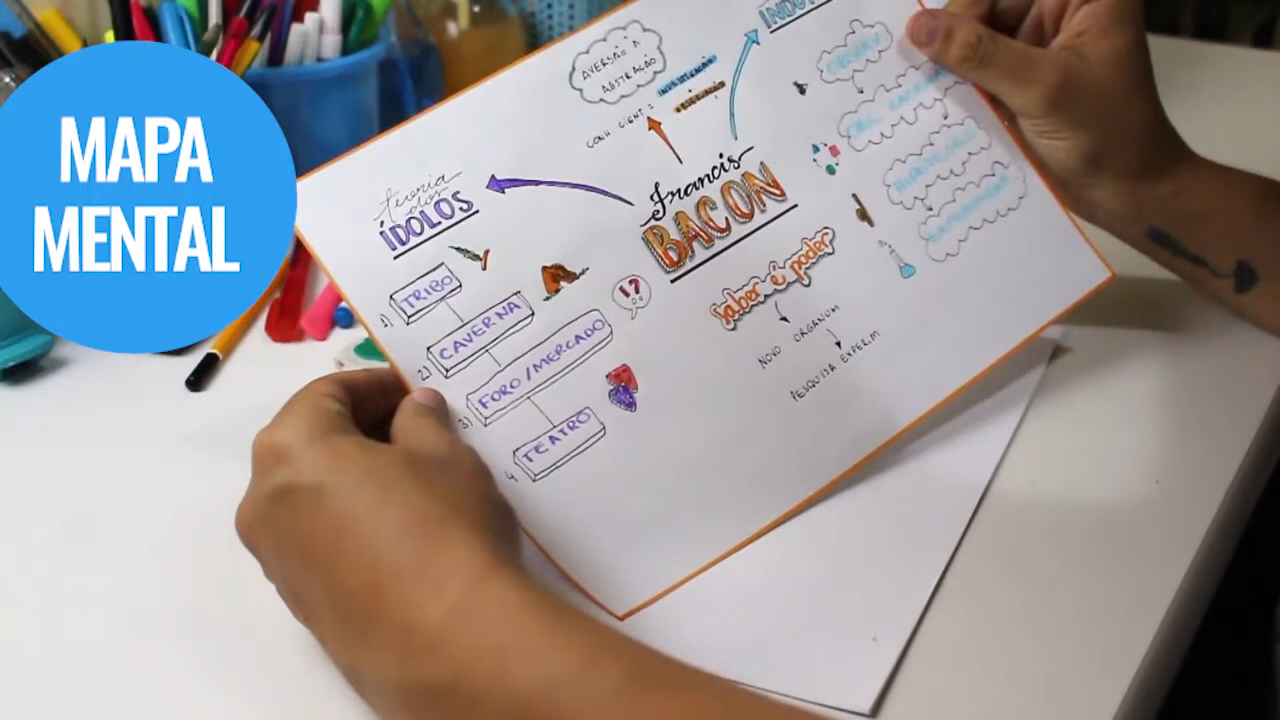 MAPA
MENTAL
AVERSÃO À
ABSTRAÇÃO
CONH CIENT =
INVESTIGAÇÃO
teoria
dos
ÍDOLOS
Francis
BACON
saber é poder
NOVO ORGANUM
PESQUISA EXPERIM
1) TRIBO
2) CAVERNA
3) FORO/MERCADO
!?
4 TEATRO